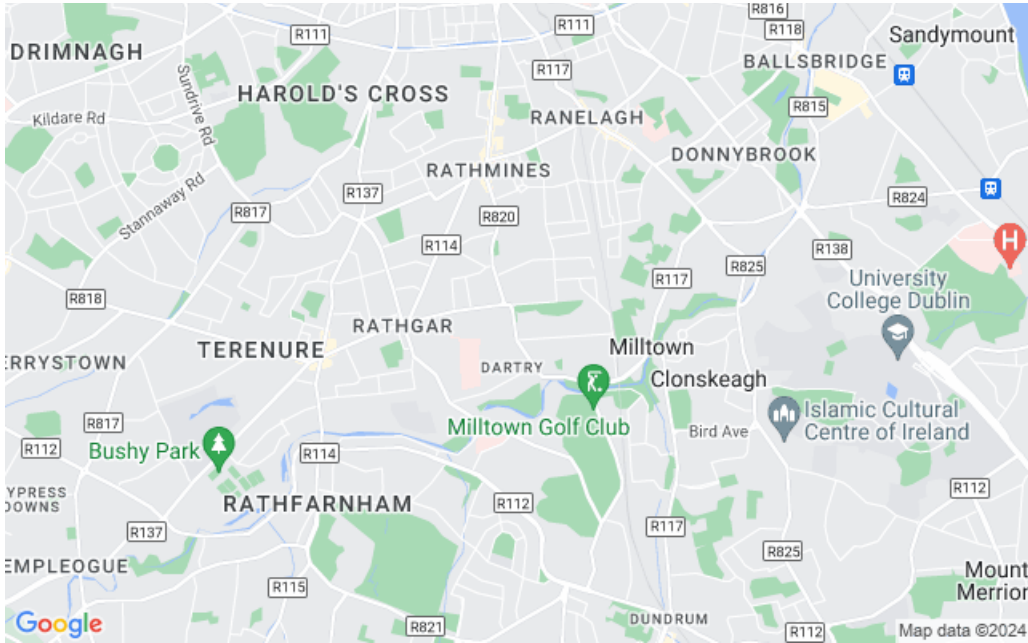 R816
R118
Sandymount
R111
R111
DRIMNAGH
BALLSBRIDGE
R117
Sundrive Rd
HAROLD'S CROSS
R815
Kildare Rd
RANELAGH
DONNYBROOK
RATHMINES
R137
R824
Stannaway Rd
R817
R820
R114
R138
R117
R825
University
College Dublin
R818
RATHGAR
TERENURE
Milltown
ERRYSTOWN
DARTRY
Clonskeagh
R817
Milltown Golf Club
Islamic Cultural
Centre of Ireland
Bird Ave
R112
Bushy Park
R114
H
YPRESS
OWNS
RATHFARNHAM
R112
R112
R137
R117
R825
EMPLEOGUE
Mount
Merrion
R115
Google
R821
DUNDRUM
R112
Map data ©2024